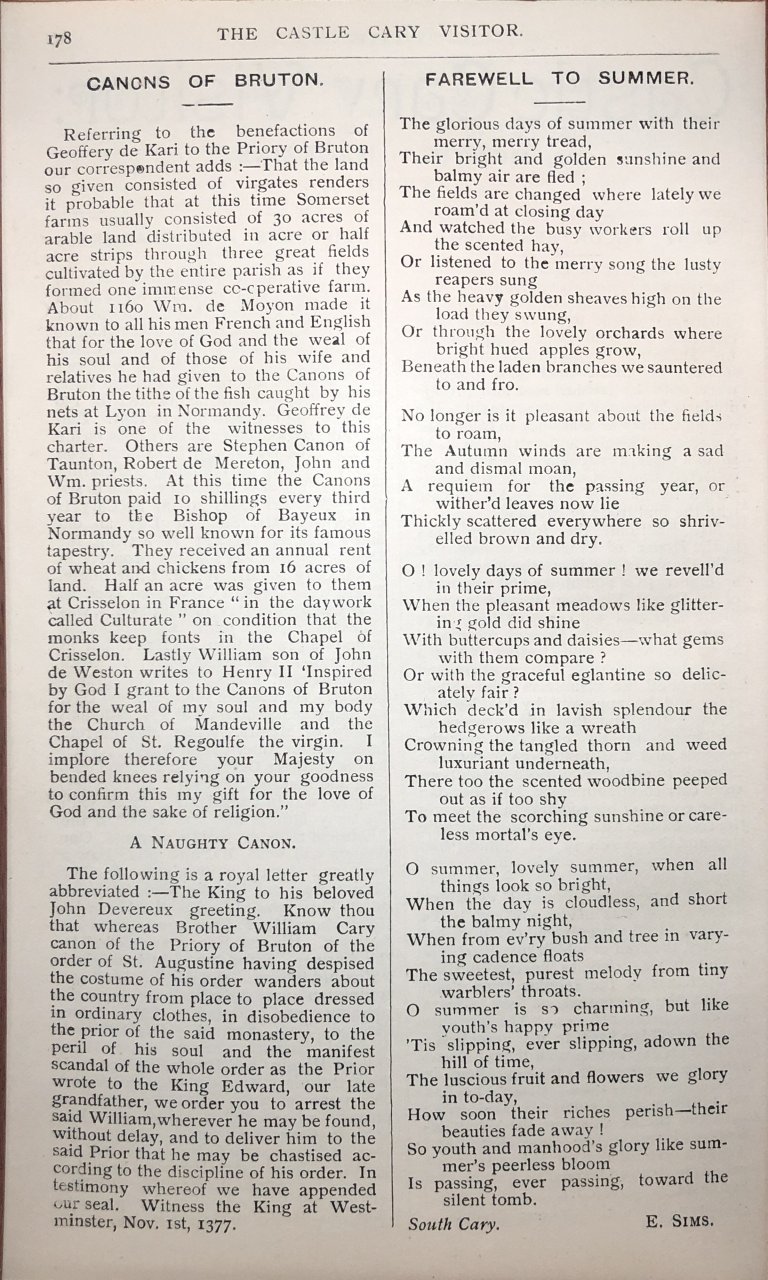 178
THE CASTLE CARY VISITOR.
CANONS OF BRUTON.
Referring to the benefactions of
Geoffery de Kari to the Priory of Bruton
our correspondent adds :—That the land
so given consisted of virgates renders
it probable that at this time Somerset
farms usually consisted of 30 acres of
arable land distributed in acre or half
acre strips through three great fields
cultivated by the entire parish as if they
formed one immense co-operative farm.
About 1160 Wm. de Moyon made it
known to all his men French and English
that for the love of God and the weal of
his soul and of those of his wife and
relatives he had given to the Canons of
Bruton the tithe of the fish caught by his
nets at Lyon in Normandy. Geoffrey de
Kari is one of the witnesses to this
charter. Others are Stephen Canon of
Taunton, Robert de Mereton, John and
Wm. priests. At this time the Canons
of Bruton paid 10 shillings every third
year to the Bishop of Bayeux in
Normandy so well known for its famous
tapestry. They received an annual rent
of wheat and chickens from 16 acres of
land. Half an acre was given to them
at Crisselon in France “ in the daywork
called Culturate ” on condition that the
monks keep fonts in the Chapel of
Crisselon. Lastly William son of John
de Weston writes to Henry II ‘Inspired
by God I grant to the Canons of Bruton
for the weal of my soul and my body
the Church of Mandeville and the
Chapel of St. Regoulfe the virgin. I
implore therefore your Majesty on
bended knees relying on your goodness
to confirm this my gift for the love of
God and the sake of religion.”
A NAUGHTY CANON.
The following is a royal letter greatly
abbreviated :—The King to his beloved
John Devereux greeting. Know thou
that whereas Brother William Cary
canon of the Priory of Bruton of the
order of St. Augustine having despised
the costume of his order wanders about
the country from place to place dressed
in ordinary clothes, in disobedience to
the prior of the said monastery, to the
peril of his soul and the manifest
scandal of the whole order as the Prior
wrote to the King Edward, our late
grandfather, we order you to arrest the
said William, wherever he may be found,
without delay, and to deliver him to the
said Prior that he may be chastised ac-
cording to the discipline of his order. In
testimony whereof we have appended
our seal. Witness the King at West-
minster, Nov. 1st, 1377.
FAREWELL TO SUMMER.
The glorious days of summer with their
merry, merry tread,
Their bright and golden sunshine and
balmy air are fled ;
The fields are changed where lately we
roam'd at closing day
And watched the busy workers roll up
the scented hay,
Or listened to the merry song the lusty
reapers sung
As the heavy golden sheaves high on the
load they swung,
Or through the lovely orchards where
bright hued apples grow,
Beneath the laden branches we sauntered
to and fro.
No longer is it pleasant about the fields
to roam,
The Autumn winds are making a sad
and dismal moan,
A requiem for the passing year, or
wither'd leaves now lie
Thickly scattered everywhere so shriv-
elled brown and dry.
O ! lovely days of summer ! we revell'd
in their prime,
When the pleasant meadows like glitter-
ing gold did shine
With buttercups and daisies—what gems
with them compare ?
Or with the graceful eglantine so delic-
ately fair ?
Which deck'd in lavish splendour the
hedgerows like a wreath
Crowning the tangled thorn and weed
luxuriant underneath,
There too the scented woodbine peeped
out as if too shy
To meet the scorching sunshine or care-
less mortal's eye.
O summer, lovely summer, when all
things look so bright,
When the day is cloudless, and short
the balmy night,
When from ev'ry bush and tree in vary-
ing cadence floats
The sweetest, purest melody from tiny
warblers' throats.
O summer is so charming, but like
youth's happy prime
'Tis slipping, ever slipping, adown the
hill of time,
The luscious fruit and flowers we glory
in to-day,
How soon their riches perish—their
beauties fade away !
So youth and manhood's glory like sum-
mer's peerless bloom
Is passing, ever passing, toward the
silent tomb.
South Cary. E. SIMS.